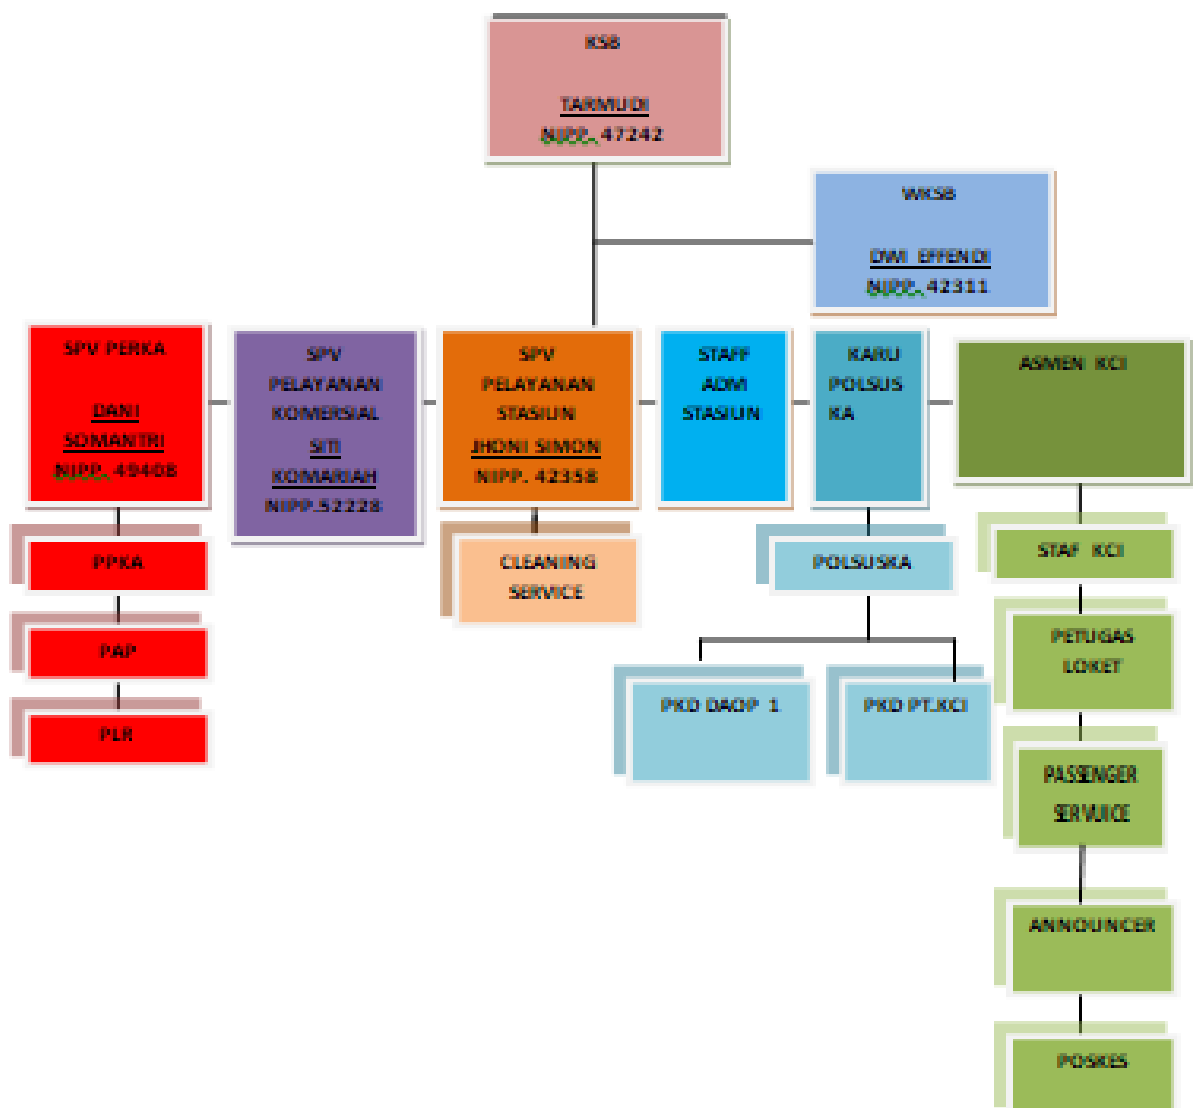 KSB
TARMUDI
NIPP. 47242
WKSB
DWI EFFENDI
NIPP. 42311
SPV PERKA
DANI
SOMANTRI
NIPP. 49408
SPV
PELAYANAN
KOMERSIAL
SITI
KOMARIAH
NIPP.52228
SPV
PELAYANAN
STASIUN
JHONI SIMON
NIPP. 42358
STAFF
ADM
STASIUN
KARU
POLSUS
KA
ASMEN KCI
PPKA
PAP
PLR
CLEANING
SERVICE
POLSUSKA
PKD DAOP 1
PKD PT.KCI
STAF KCI
PETUGAS
LOKET
PASSENGER
SERVUICE
ANNOUNCER
POSKES